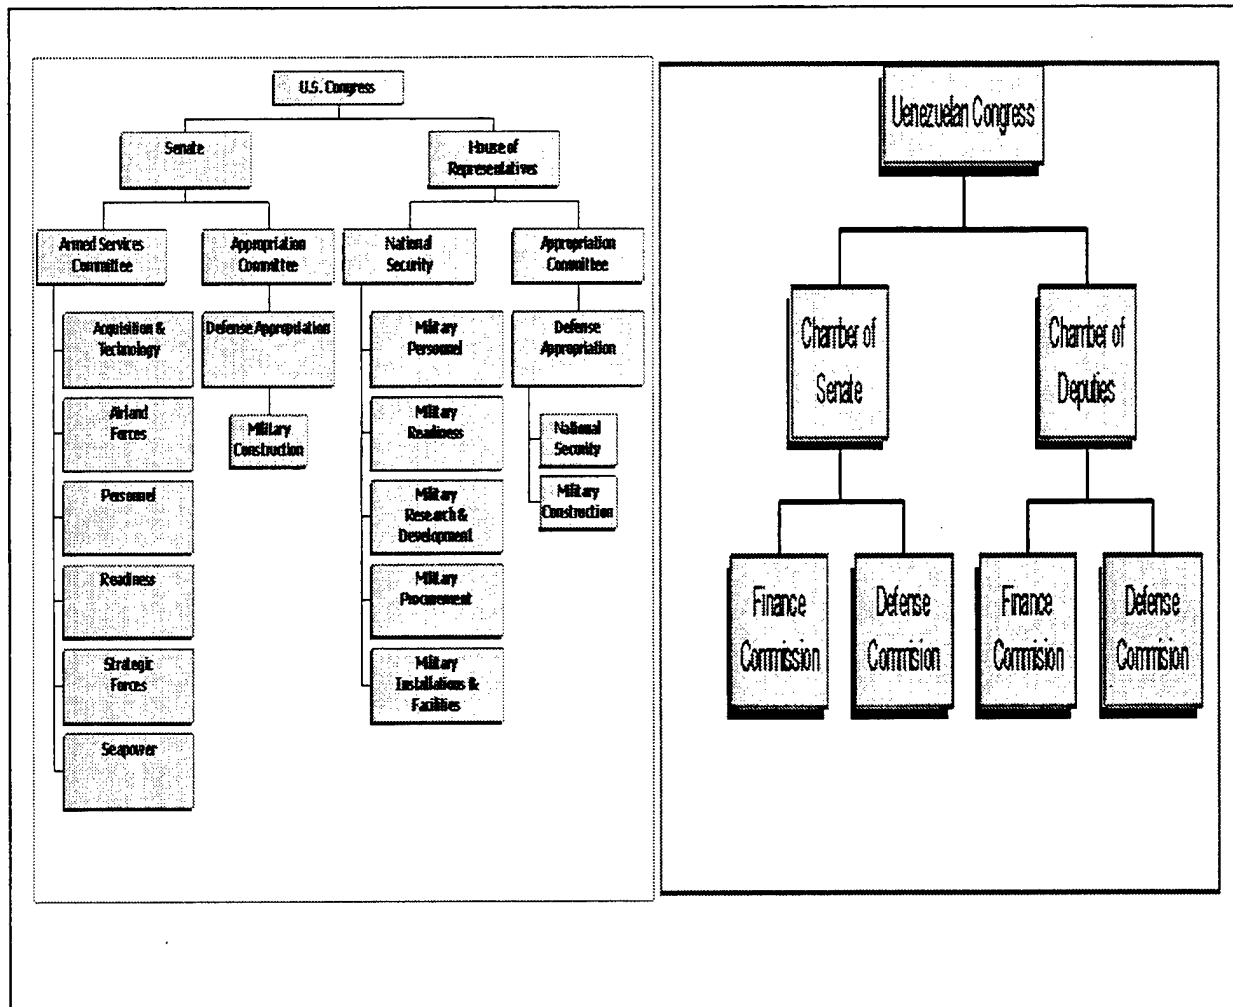 U.S. Congress
Senate
House of
Representatives
Armed Services
Committee
Appropriation
Committee
National
Security
Appropriation
Committee
Acquisition &
Technology
Airland
Forces
Personnel
Readiness
Strategic
Forces
Seapower
Defense Appropriation
Military
Construction
Military
Personnel
Military
Readiness
Military
Research &
Development
Military
Procurement
Military
Installations &
Facilities
Defense
Appropriation
National
Security
Military
Construction
Venezuelan Congress
Chamber of
Senate
Chamber of
Deputies
Finance
Commission
Defense
Commision
Finance
Commision
Defense
Commision